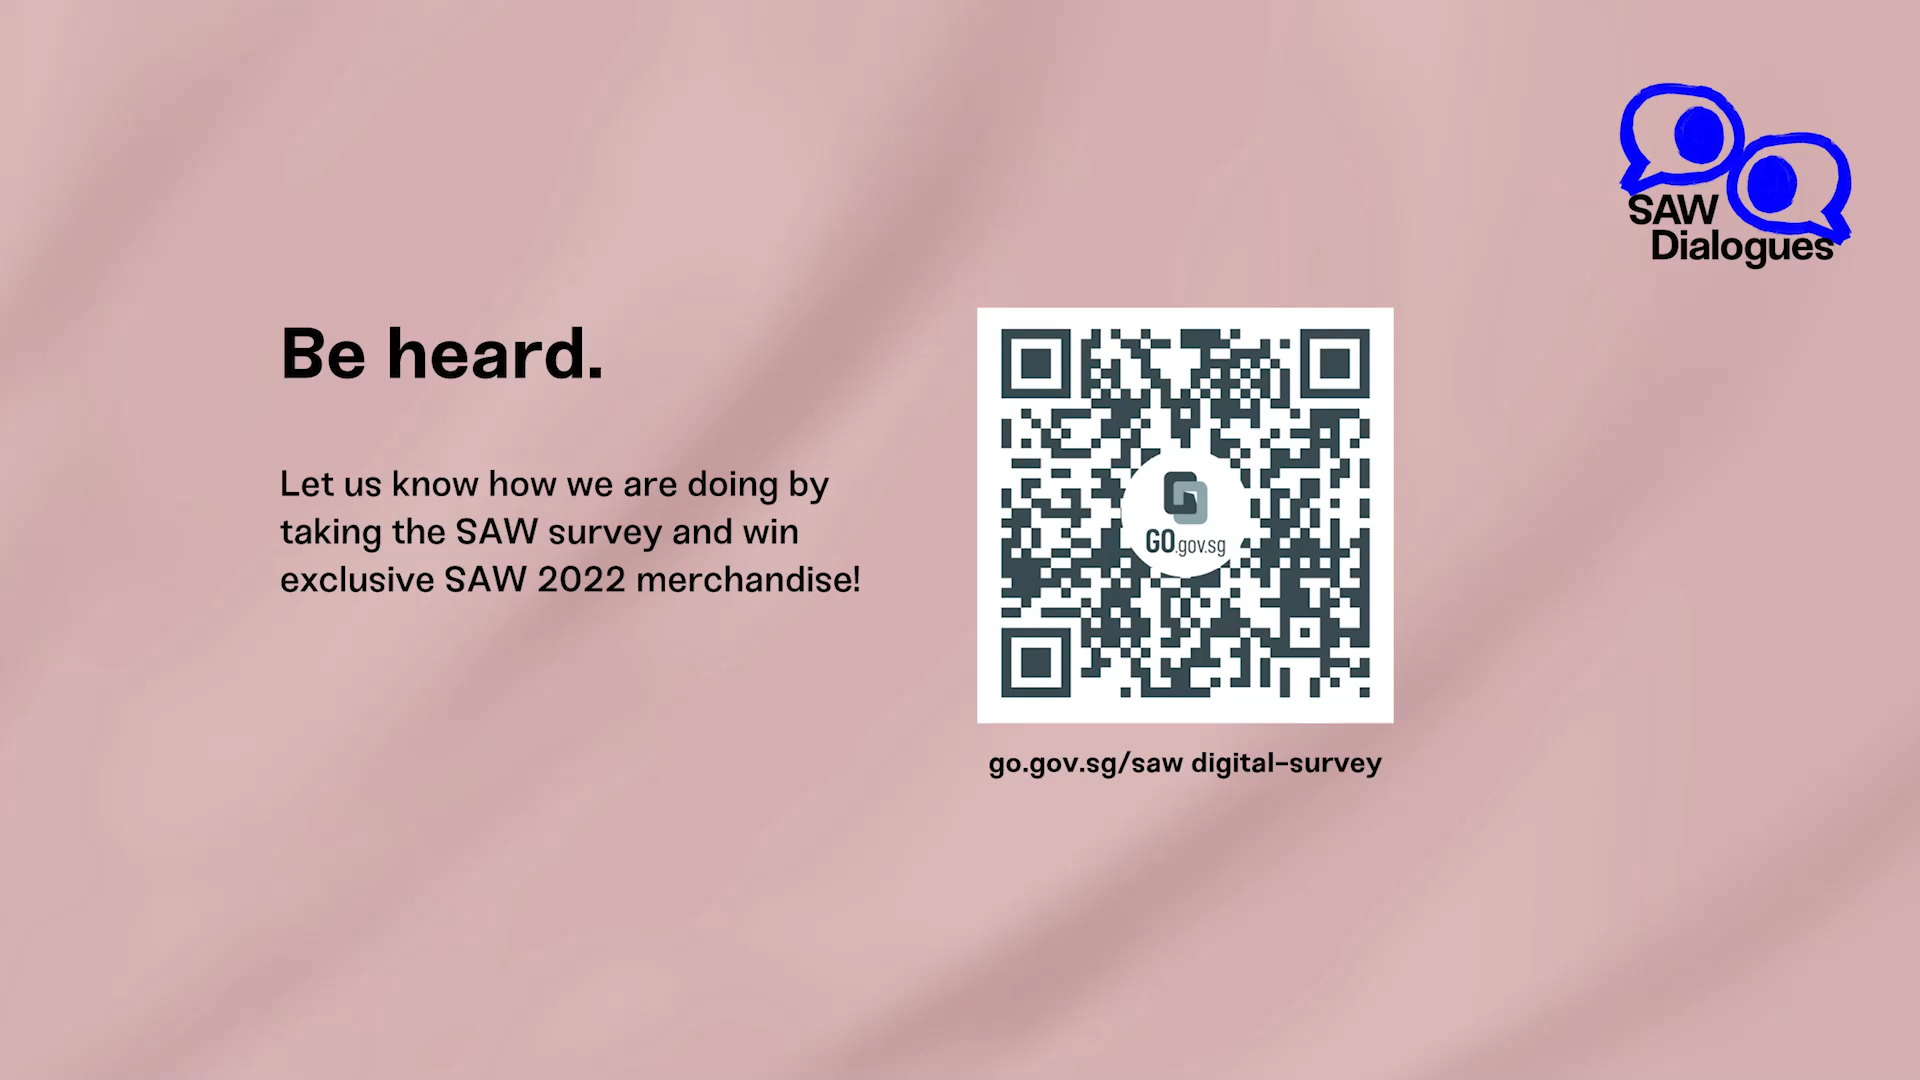 SAW
Dialogues
Be heard.
Let us know how we are doing by
taking the SAW survey and win
exclusive SAW 2022 merchandise!
GO.gov.sg
go.gov.sg/saw digital-survey